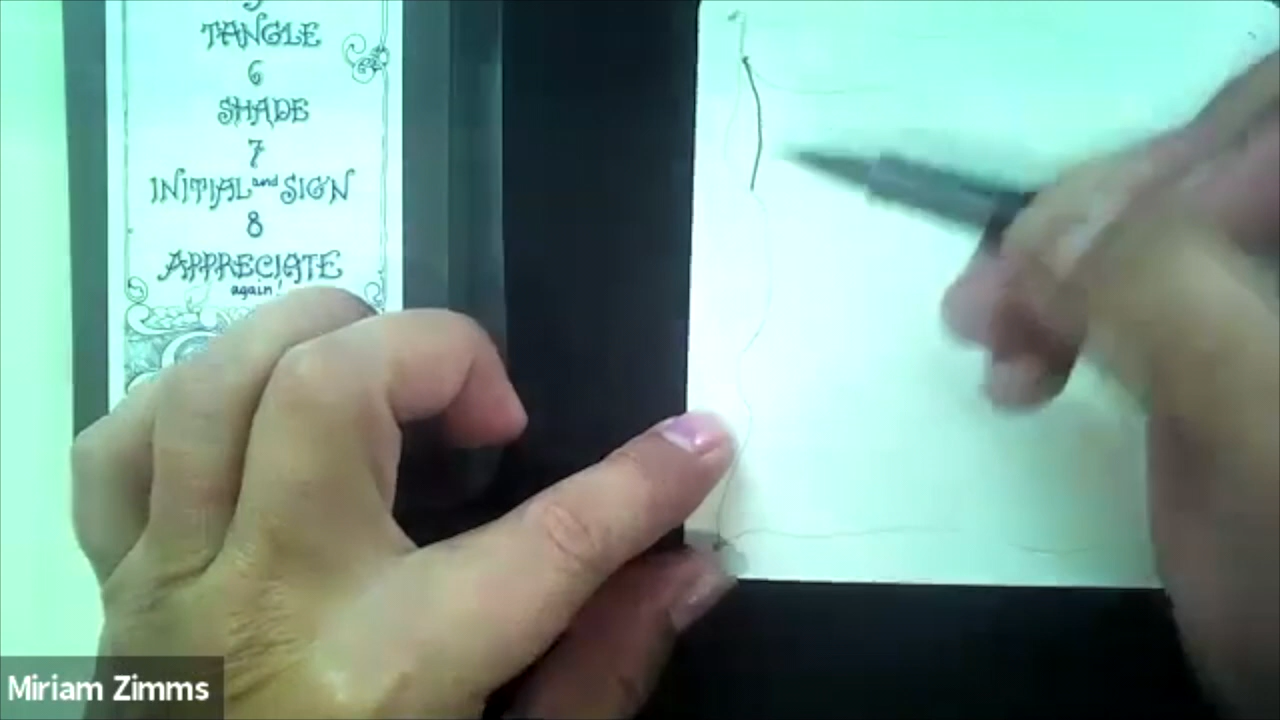 TANGLE
6
SHADE
7
INITIAL and SIGN
8
APPRECIATE
again!
Miriam Zimms